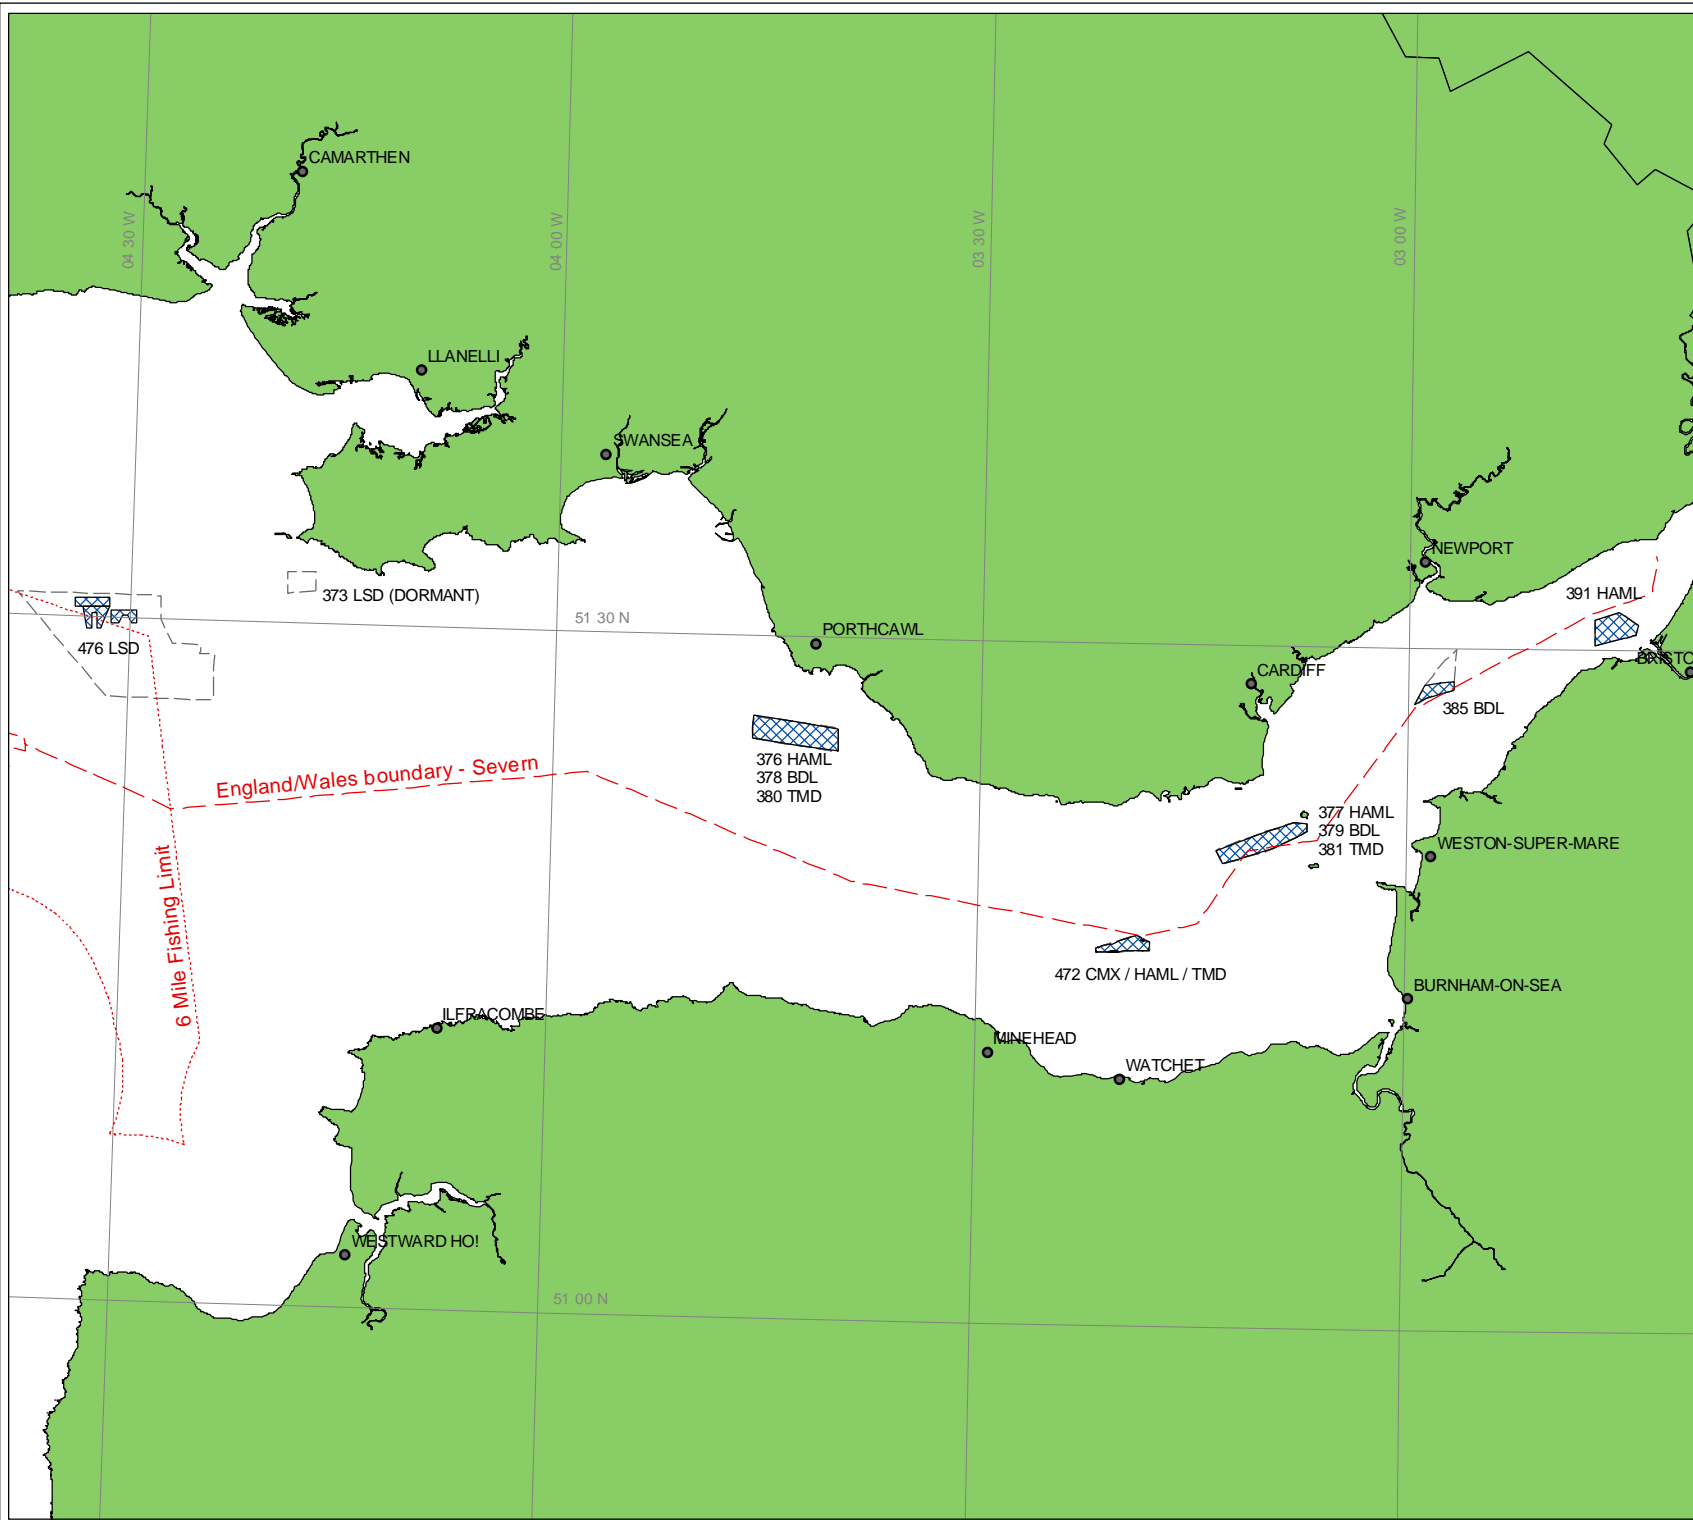 CAMARTHEN
04 30 W
04 00 W
03 30 W
03 00 W
LLANELLI
SWANSEA
NEWPORT
373 LSD (DORMANT)
391 HAML
51 30 N
476 LSD
PORTHCAWL
BRISTO
CARDIFF
385 BDL
376 HAML
378 BDL
380 TMD
England/Wales boundary - Severn
377 HAML
379 BDL
381 TMD
WESTON-SUPER-MARE
6 Mile Fishing Limit
472 CMX / HAML / TMD
BURNHAM-ON-SEA
ILFRACOMBE
MINEHEAD
WATCHET
WESTWARD HO!
51 00 N